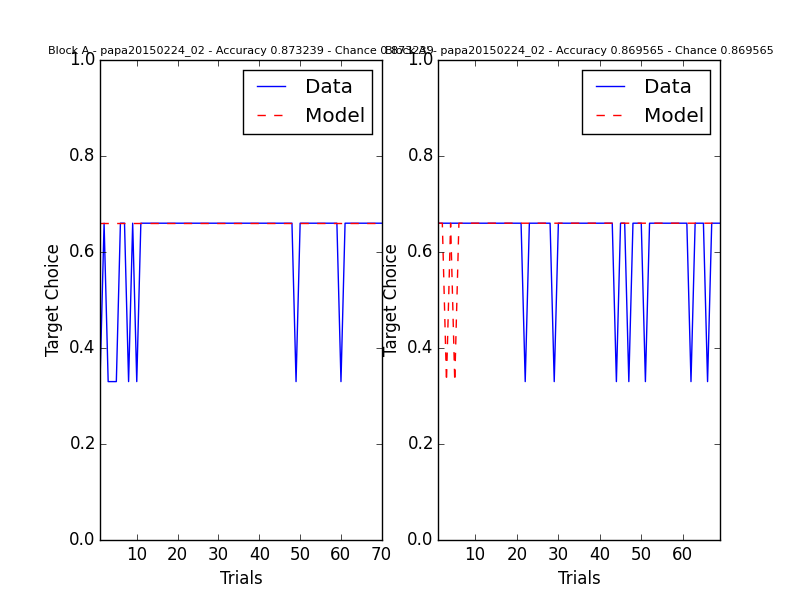 Block A - papa20150224_02 - Accuracy 0.873239 - Chance 0.873239
Data
Model
1.0
0.8
0.6
0.4
0.2
0.0
Target Choice
10 20 30 40 50 60 70
Trials
- papa20150224_02 - Accuracy 0.869565 - Chance 0.869565
Data
Model
1.0
0.8
0.6
0.4
0.2
0.0
Target Choice
10 20 30 40 50 60
Trials